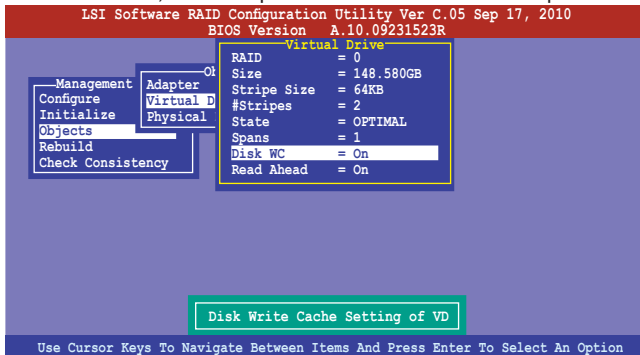 LSI Software RAID Configuration Utility Ver C.05 Sep 17, 2010
BIOS Version A.10.09231523R
Management
Configure
Initialize
Objects
Rebuild
Check Consistency
Adapter
Virtual D
Physical
Virtual Drive
RAID = 0
Size = 148.580GB
Stripe Size = 64KB
#Stripes = 2
State = OPTIMAL
Spans = 1
Disk WC = On
Read Ahead = On
Disk Write Cache Setting of VD
Use Cursor Keys To Navigate Between Items And Press Enter To Select An Option